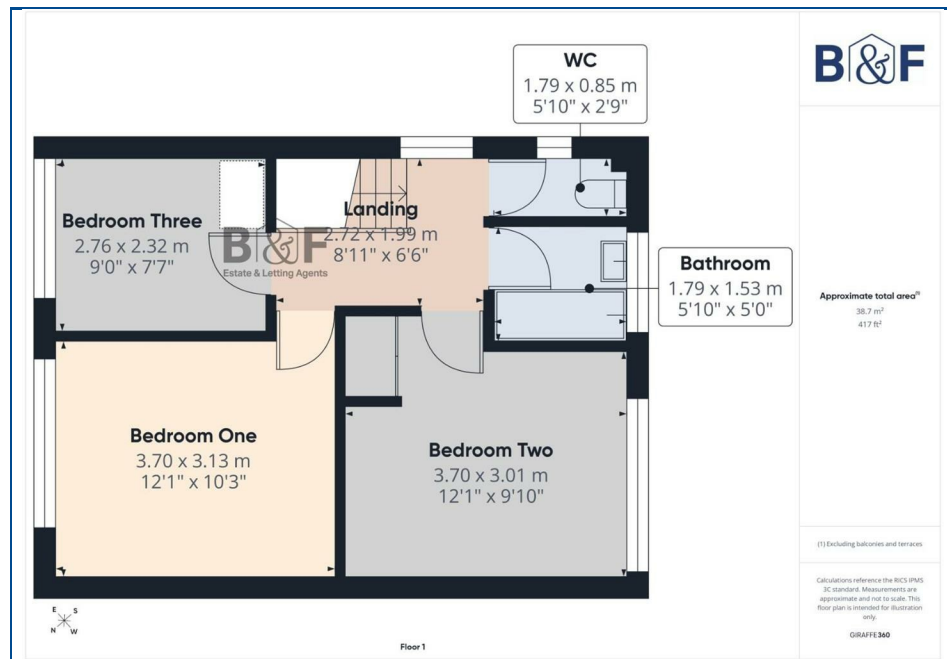 B&F
WC
1.79 x 0.85 m
5'10" x 2'9"
Bedroom Three
2.76 x 2.32 m
9'0" x 7'7"
Landing
2.72 x 1.99 m
8'11" x 6'6"
B&F
Estate & Letting Agents
Bathroom
1.79 x 1.53 m
5'10" x 5'0"
Bedroom One
3.70 x 3.13 m
12'1" x 10'3"
Bedroom Two
3.70 x 3.01 m
12'1" x 9'10"
Approximate total area(1)
38.7 m²
417 ft²
(1) Excluding balconies and terraces
Calculations reference the RICS IPMS
3C standard. Measurements are
approximate and not to scale. This
floor plan is intended for illustration
only.
GIRAFFE360
E S
N W
Floor 1